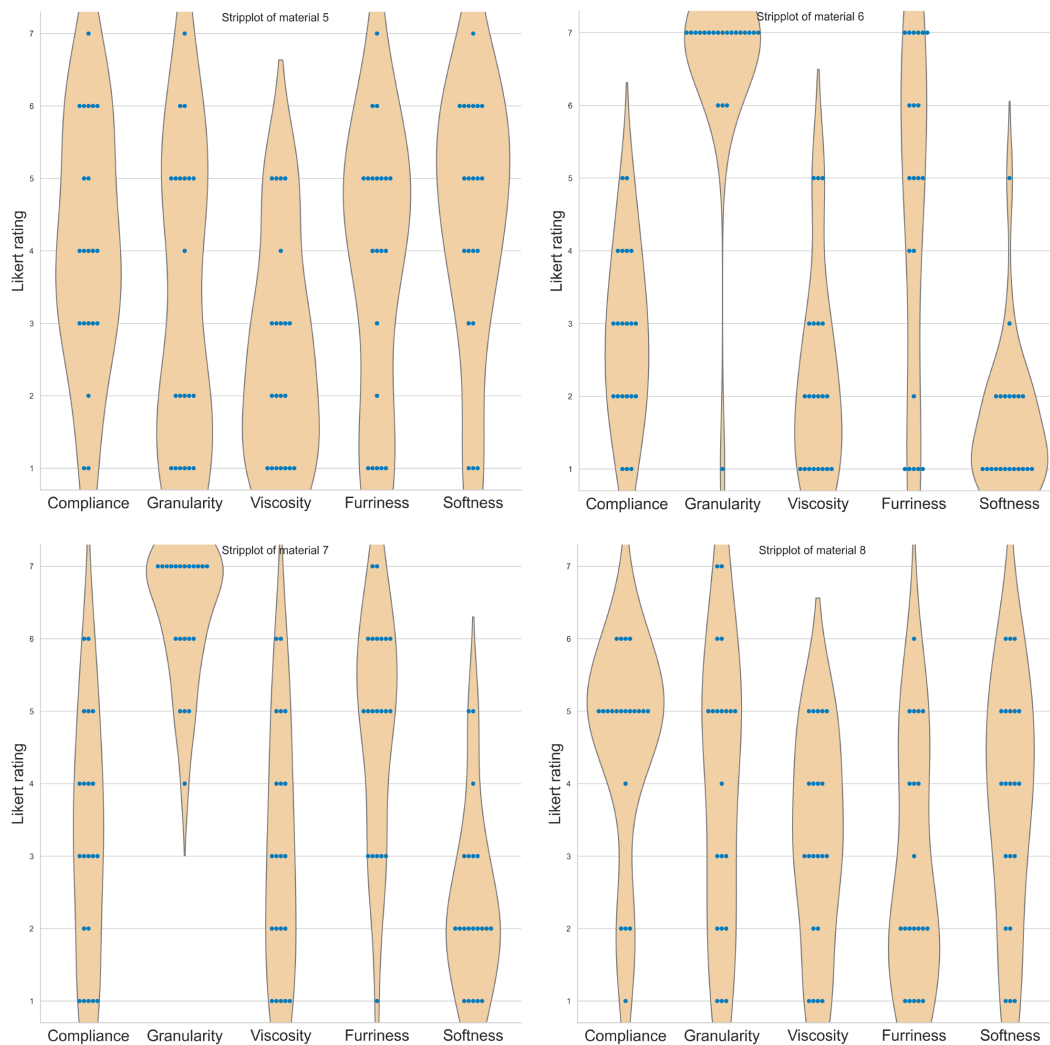 Stripplot of material 5
Likert rating
7
6
5
4
3
2
1
Compliance Granularity Viscosity Furriness Softness
Stripplot of material 6
Likert rating
7
6
5
4
3
2
1
Compliance Granularity Viscosity Furriness Softness
Stripplot of material 7
Likert rating
7
6
5
4
3
2
1
Compliance Granularity Viscosity Furriness Softness
Stripplot of material 8
Likert rating
7
6
5
4
3
2
1
Compliance Granularity Viscosity Furriness Softness